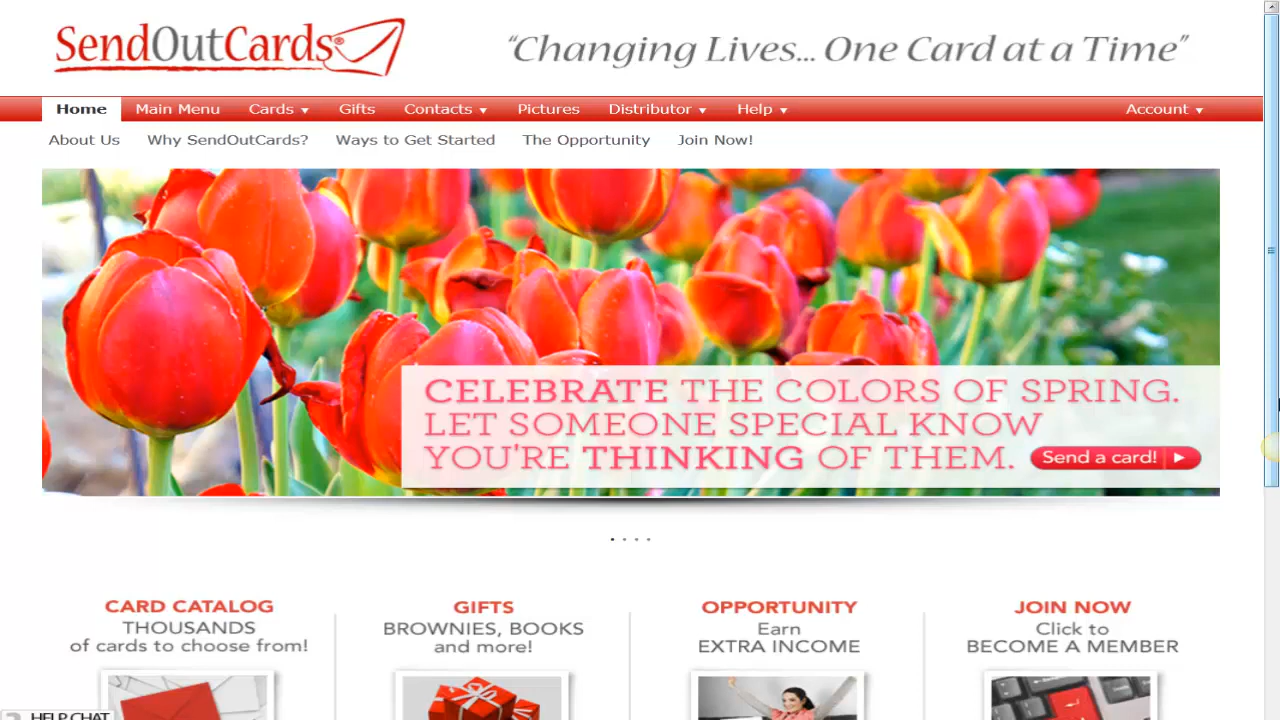 SendOutCards®
“Changing Lives... One Card at a Time”
Home Main Menu Cards Gifts Contacts Pictures Distributor Help Account
About Us Why SendOutCards? Ways to Get Started The Opportunity Join Now!
CELEBRATE THE COLORS OF SPRING.
LET SOMEONE SPECIAL KNOW
YOU'RE THINKING OF THEM.
Send a card!
CARD CATALOG
THOUSANDS
of cards to choose from!
GIFTS
BROWNIES, BOOKS
and more!
OPPORTUNITY
Earn
EXTRA INCOME
JOIN NOW
Click to
BECOME A MEMBER
HELP CHAT